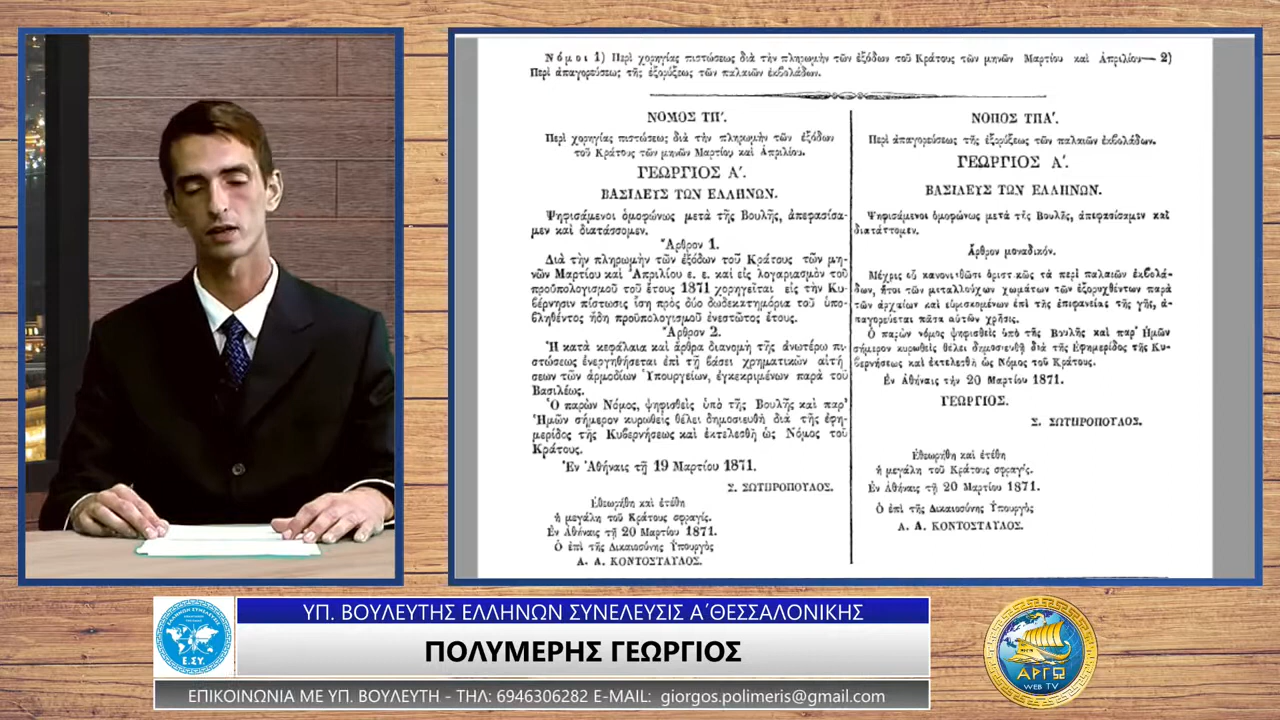 Νόμοι 1) Περὶ χορηγίας πιστώσεως διὰ τὴν πληρωμὴν τῶν ἐξόδων τοῦ Κράτους τῶν μηνῶν Μαρτίου καὶ Ἀπριλίου— 2)
Περὶ ἀπαγορεύσεως τῆς ἐξορύξεως τῶν παλαιῶν ἐκβολάδων.
ΝΟΜΟΣ ΤΠ΄.
Περὶ χορηγίας πιστώσεως διὰ τὴν πληρωμὴν τῶν ἐξόδων
τοῦ Κράτους τῶν μηνῶν Μαρτίου καὶ Ἀπριλίου.
ΓΕΩΡΓΙΟΣ Α΄.
ΒΑΣΙΛΕΥΣ ΤΩΝ ΕΛΛΗΝΩΝ.
Ψηφισάμενοι ὁμοφώνως μετὰ τῆς Βουλῆς, ἀπεφασίσα-
μεν καὶ διατάσσομεν.
Ἄρθρον 1.
Διὰ τὴν πληρωμὴν τῶν ἐξόδων τοῦ Κράτους τῶν μη-
νῶν Μαρτίου καὶ Ἀπριλίου ε. ε. καὶ εἰς λογαριασμὸν τοῦ
προϋπολογισμοῦ τοῦ ἔτους 1871 χορηγεῖται εἰς τὴν Κυ-
βέρνησιν πίστωσις ἴση πρὸς δύο δωδεκατημόρια τοῦ ὑπο-
βληθέντος ἤδη προϋπολογισμοῦ ἐνεστῶτος ἔτους.
Ἄρθρον 2.
Ἡ κατὰ κεφάλαια καὶ ἄρθρα διανομὴ τῆς ἀνωτέρω πι-
στώσεως ἐνεργηθήσεται ἐπὶ τῇ βάσει χρηματικῶν αἰτή
σεων τῶν ἁρμοδίων Ὑπουργείων, ἐγκεκριμένων παρὰ τοῦ
Βασιλέως.
Ὁ παρὼν Νόμος, ψηφισθεὶς ὑπὸ τῆς Βουλῆς καὶ παρ'
Ἡμῶν σήμερον κυρωθεὶς θέλει δημοσιευθῆ διὰ τῆς ἐφη-
μερίδος τῆς Κυβερνήσεως καὶ ἐκτελεσθῆ ὡς Νόμος τοῦ
Κράτους.
Ἐν Ἀθήναις τῇ 19 Μαρτίου 1871.
Σ. ΣΩΤΗΡΟΠΟΥΛΟΣ.
Ἐθεωρήθη καὶ ἐτέθη
ἡ μεγάλη τοῦ Κράτους σφραγίς.
Ἐν Ἀθήναις τῇ 20 Μαρτίου 1871.
Ὁ ἐπὶ τῆς Δικαιοσύνης Ὑπουργὸς
Α. Α. ΚΟΝΤΟΣΤΑΥΛΟΣ.
ΝΟΠΟΣ ΤΠΑ΄.
Περὶ ἀπαγορεύσεως τῆς ἐξορύξεως τῶν παλαιῶν ἐκβολάδων.
ΓΕΩΡΓΙΟΣ Α΄.
ΒΑΣΙΛΕΥΣ ΤΩΝ ΕΛΛΗΝΩΝ.
Ψηφισάμενοι ὁμοφώνως μετὰ τῆς Βουλῆς, ἀπεφασίσαμεν καὶ
διατάττομεν.
Ἄρθρον μοναδικόν.
Μέχρις οὗ κανονισθῶσι ὁριστικῶς τὰ περὶ παλαιῶν ἐκβολά-
δων, ἤτοι τῶν μεταλλούχων χωμάτων τῶν ἐξορυχθέντων παρὰ
τῶν ἀρχαίων καὶ εὑρισκομένων ἐπὶ τῆς ἐπιφανείας τῆς γῆς, ἀ-
παγορεύεται πᾶσα αὐτῶν χρῆσις.
Ὁ παρὼν νόμος ψηφισθεὶς ὑπὸ τῆς Βουλῆς καὶ παρ' Ἡμῶν
σήμερον κυρωθεὶς θέλει δημοσιευθῆ διὰ τῆς Ἐφημερίδος τῆς Κυ-
βερνήσεως καὶ ἐκτελεσθῆ ὡς Νόμος τοῦ Κράτους.
Ἐν Ἀθήναις τὴν 20 Μαρτίου 1871.
ΓΕΩΡΓΙΟΣ.
Σ. ΣΩΤΗΡΟΠΟΥΛΟΣ.
Ἐθεωρήθη καὶ ἐτέθη
ἡ μεγάλη τοῦ Κράτους σφραγίς.
Ἐν Ἀθήναις τῇ 20 Μαρτίου 1871.
Ὁ ἐπὶ τῆς Δικαιοσύνης Ὑπουργὸς
Α. Α. ΚΟΝΤΟΣΤΑΥΛΟΣ.
ΥΠ. ΒΟΥΛΕΥΤΗΣ ΕΛΛΗΝΩΝ ΣΥΝΕΛΕΥΣΙΣ Α΄ΘΕΣΣΑΛΟΝΙΚΗΣ
ΠΟΛΥΜΕΡΗΣ ΓΕΩΡΓΙΟΣ
ΕΠΙΚΟΙΝΩΝΙΑ ΜΕ ΥΠ. ΒΟΥΛΕΥΤΗ - ΤΗΛ: 6946306282 E-MAIL: giorgos.polimeris@gmail.com
Ε.ΣΥ.
ΑΡΓΩ
WEB TV